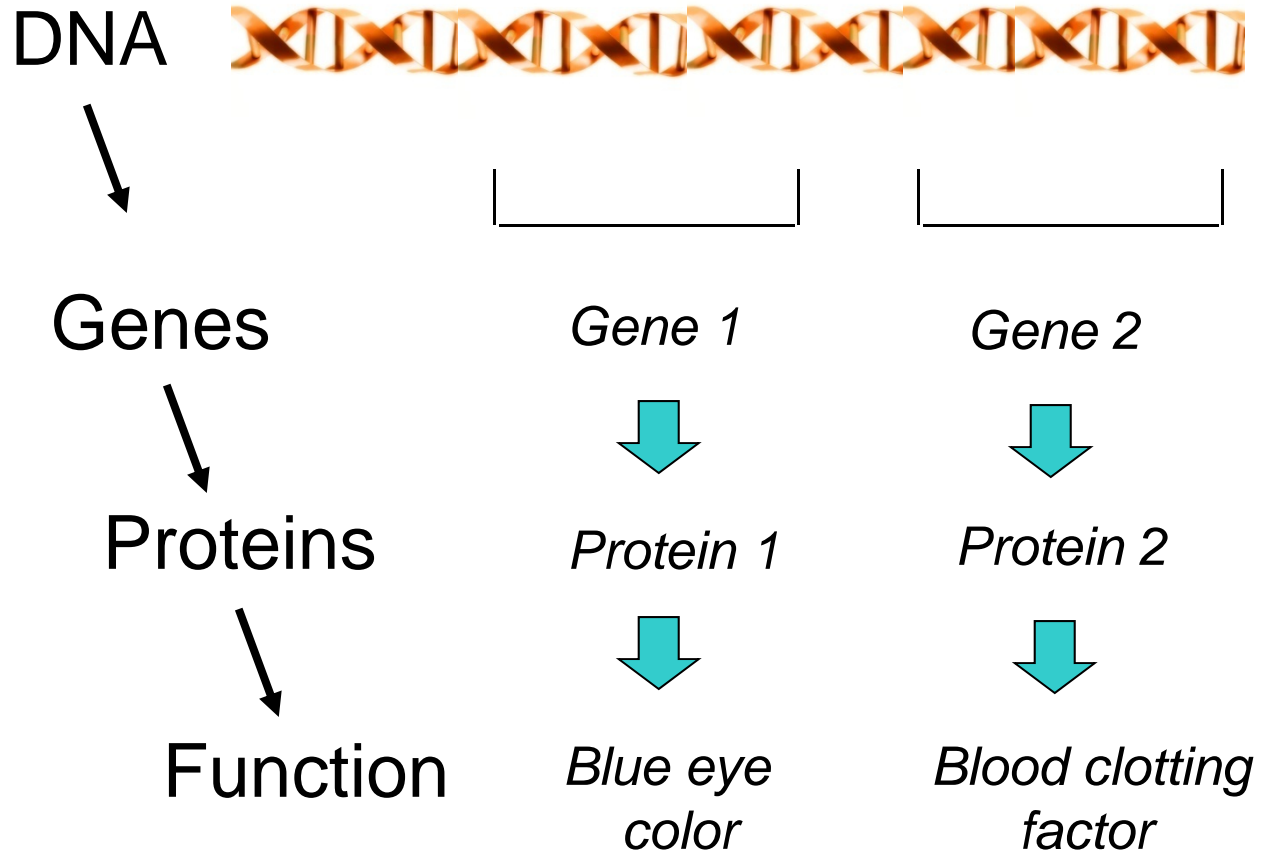 DNA
Genes
Gene 1
Gene 2
Proteins
Protein 1
Protein 2
Function
Blue eye
color
Blood clotting
factor